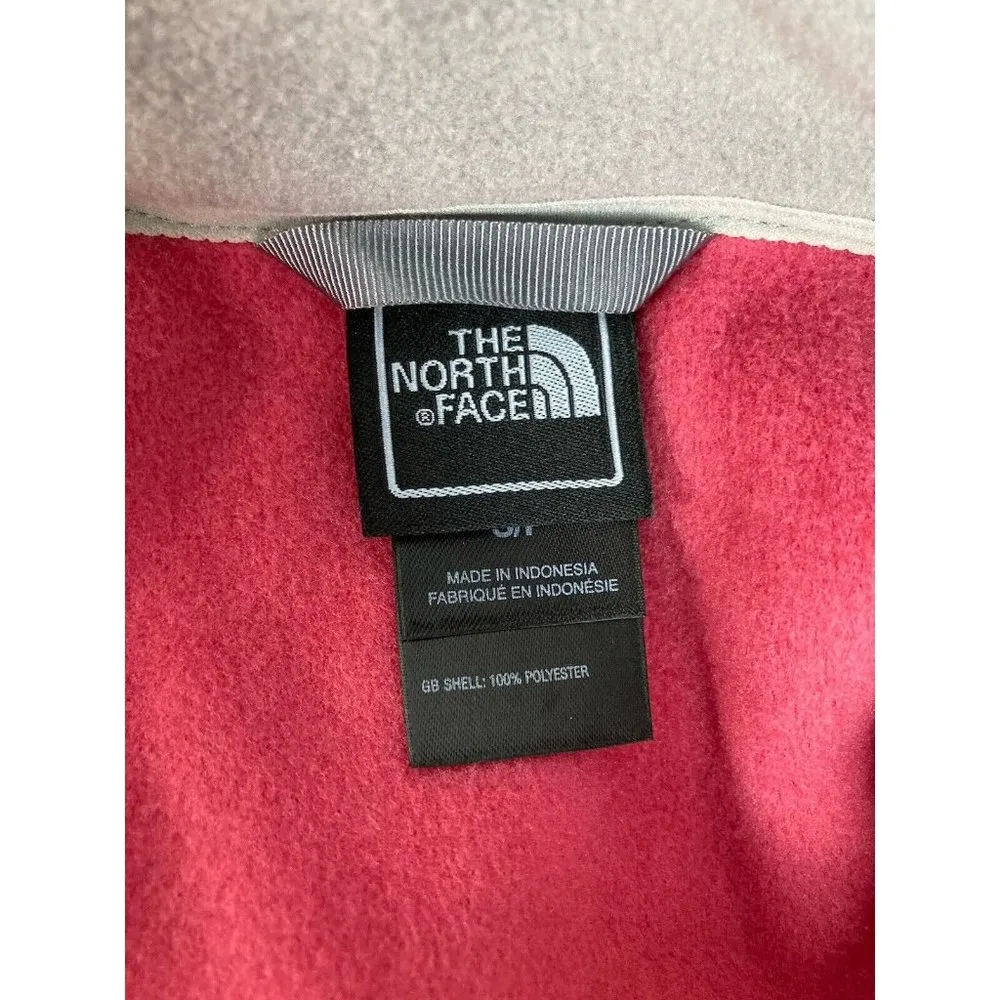 THE
NORTH
®FACE
MADE IN INDONESIA
FABRIQUÉ EN INDONÉSIE
GB SHELL: 100% POLYESTER